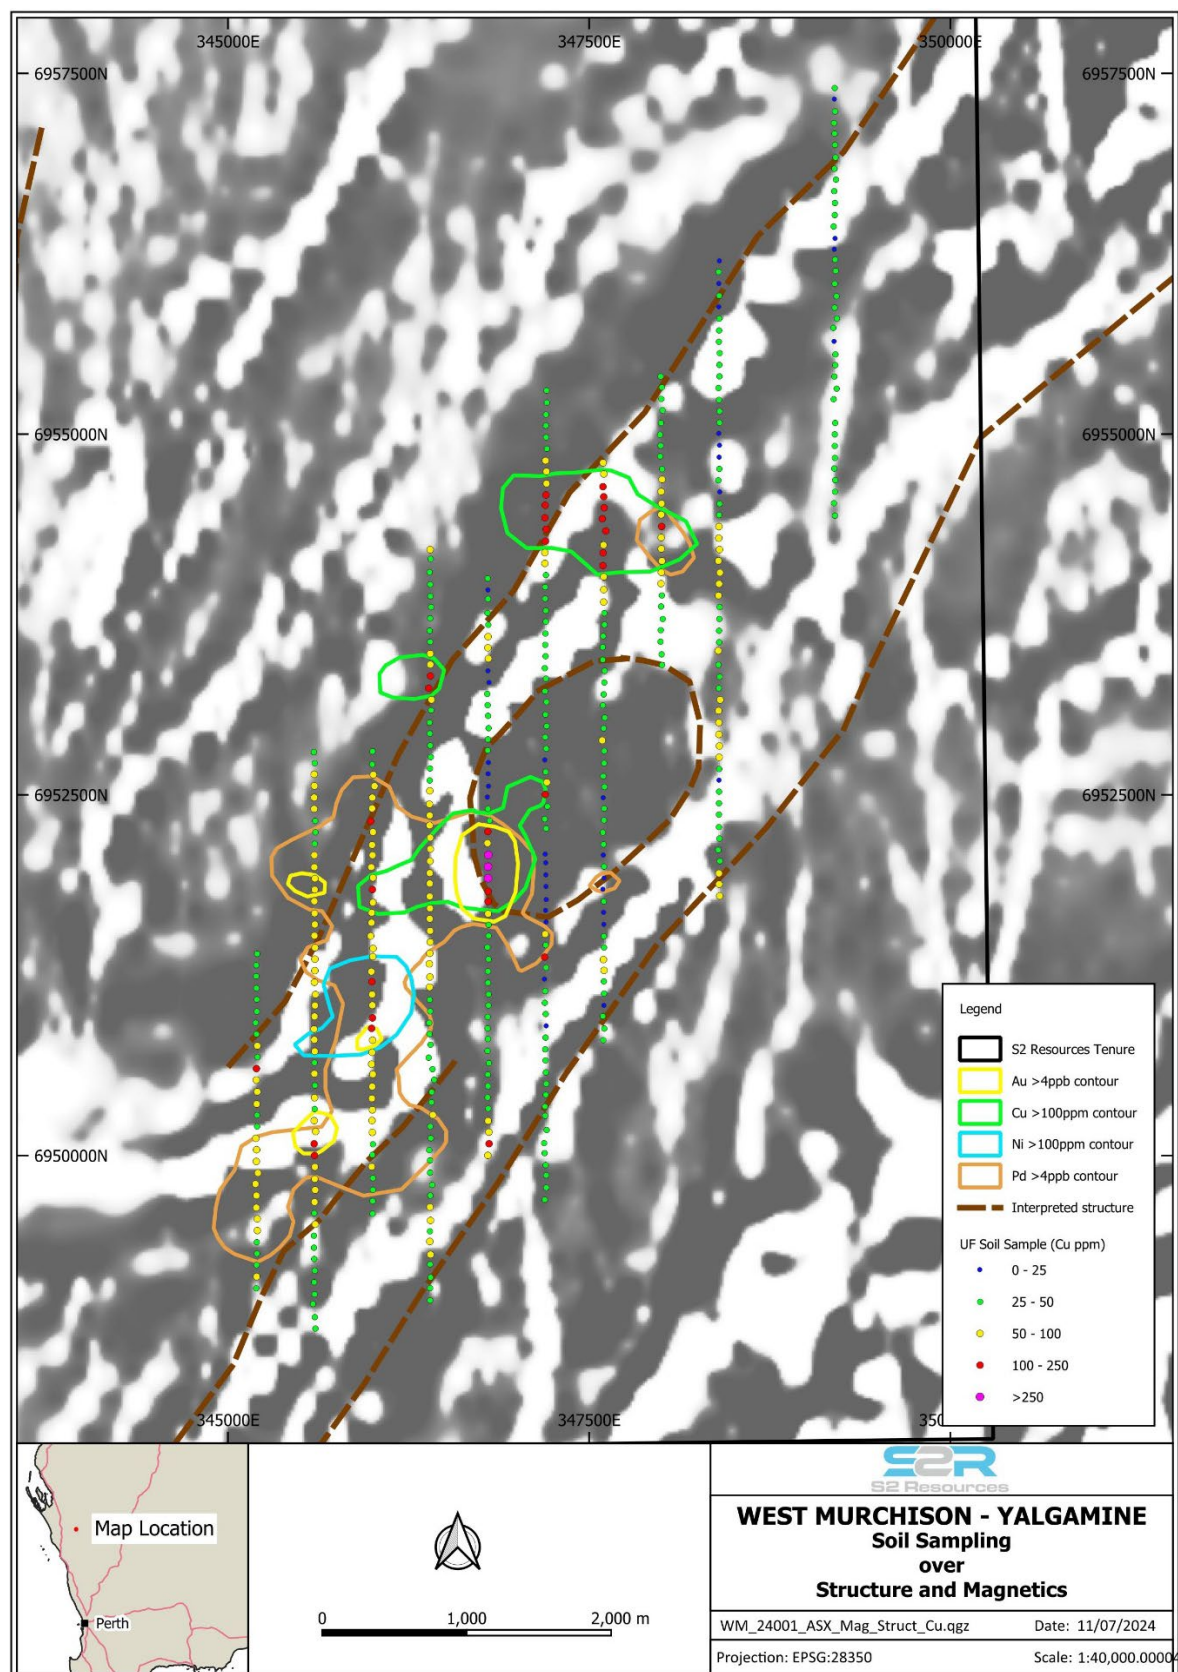 345000E 347500E 350000E
6957500N 6957500N
6955000N 6955000N
6952500N 6952500N
6950000N
Legend
S2 Resources Tenure
Au >4ppb contour
Cu >100ppm contour
Ni >100ppm contour
Pd >4ppb contour
Interpreted structure
UF Soil Sample (Cu ppm)
0 - 25
25 - 50
50 - 100
100 - 250
>250
345000E 347500E
Map Location
Perth
0 1,000 2,000 m
S2R
S2 Resources
WEST MURCHISON - YALGAMINE
Soil Sampling
over
Structure and Magnetics
WM_24001_ASX_Mag_Struct_Cu.qgz Date: 11/07/2024
Projection: EPSG:28350 Scale: 1:40,000.00004